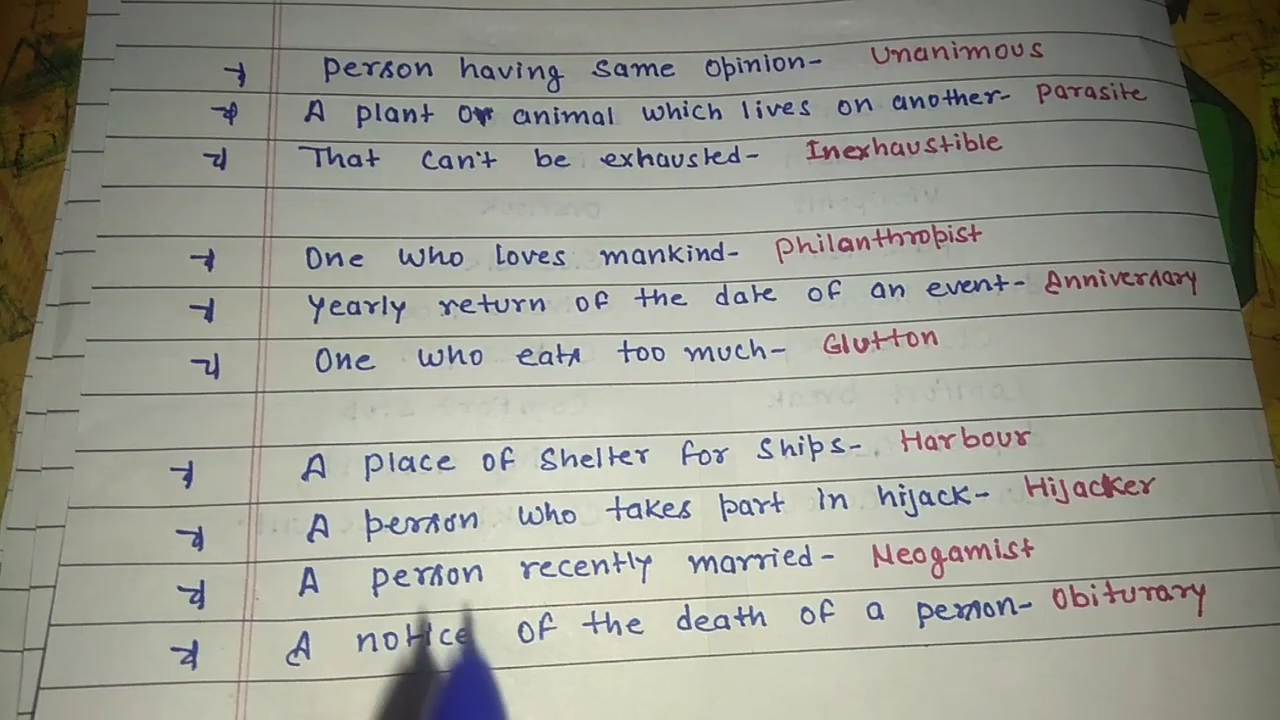 Person having same opinion- Unanimous
A plant or animal which lives on another- Parasite
That can't be exhausted- Inexhaustible
One who loves mankind- Philanthropist
Yearly return of the date of an event- Anniversary
One who eats too much- Glutton
A place of shelter for ships- Harbour
A person who takes part in hijack- Hijacker
A person recently married- Neogamist
A notice of the death of a person- Obiturary